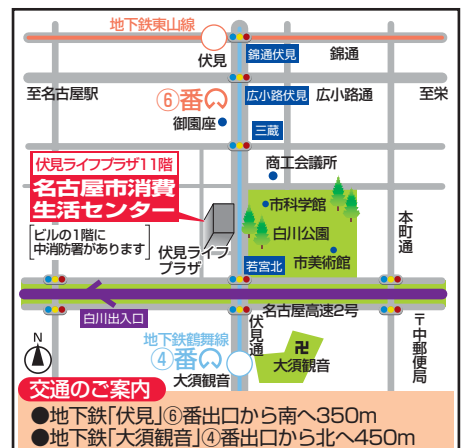 地下鉄東山線
伏見
錦通伏見
錦通
至名古屋駅
⑥番
広小路伏見
広小路通
至栄
御園座
三蔵
商工会議所
伏見ライフプラザ11階
名古屋市消費
生活センター
ビルの1階に
中消防署があります
市科学館
白川公園
伏見ライフ
プラザ
若宮北
市美術館
本町通
白川出入口
名古屋高速2号
伏見通
地下鉄鶴舞線
④番
卍
大須観音
大須観音
〒中郵便局
N
交通のご案内
●地下鉄「伏見」⑥番出口から南へ350m
●地下鉄「大須観音」④番出口から北へ450m